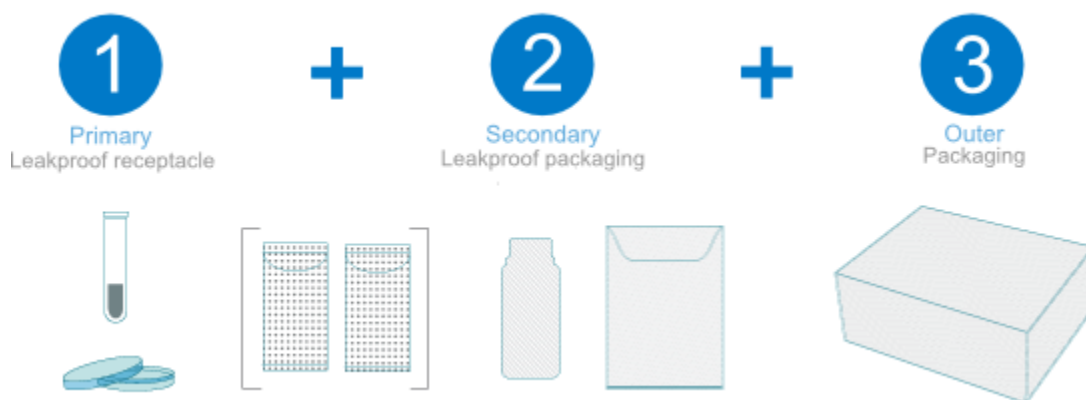 1 + 2 + 3
Primary
Leakproof receptacle
Secondary
Leakproof packaging
Outer
Packaging